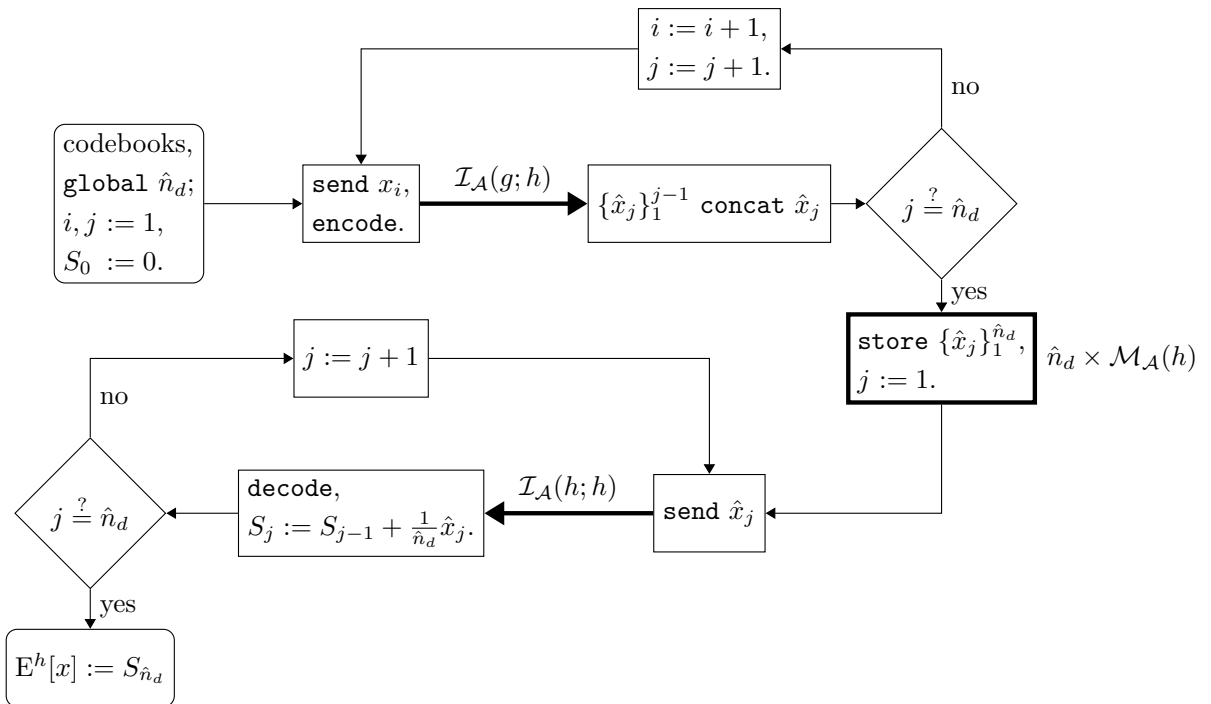 i := i + 1,
j := j + 1.
no
codebooks,
global n̂_d;
i, j := 1,
S_0 := 0.
send x_i,
encode.
I_A(g; h)
{x̂_j}_1^{j−1} concat x̂_j
j ≟ n̂_d
yes
store {x̂_j}_1^{n̂_d},
j := 1.
n̂_d × M_A(h)
j := j + 1
no
j ≟ n̂_d
decode,
S_j := S_{j−1} + 1/n̂_d x̂_j.
I_A(h; h)
send x̂_j
yes
E^h[x] := S_{n̂_d}